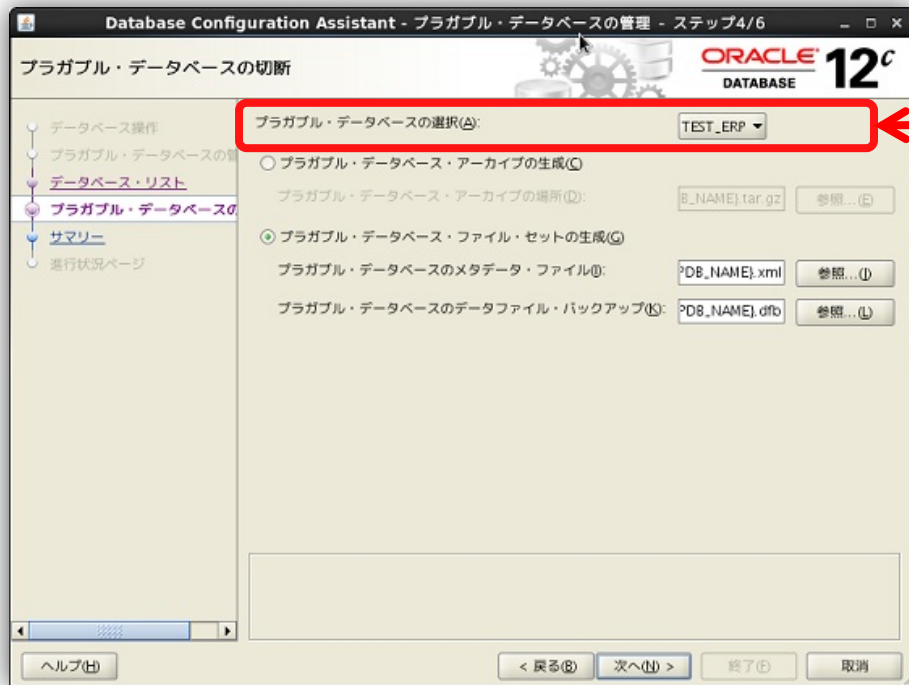 Database Configuration Assistant - プラガブル・データベースの管理 - ステップ4/6
プラガブル・データベースの切断
ORACLE
DATABASE
12c
データベース操作
プラガブル・データベースの管
データベース・リスト
プラガブル・データベースの
サマリー
進行状況ページ
プラガブル・データベースの選択(A):
TEST_ERP
プラガブル・データベース・アーカイブの生成(C)
プラガブル・データベース・アーカイブの場所(D):
B_NAME}.tar.gz
参照...(E)
プラガブル・データベース・ファイル・セットの生成(G)
プラガブル・データベースのメタデータ・ファイル(I):
PDB_NAME}.xml
参照...(J)
プラガブル・データベースのデータファイル・バックアップ(K):
PDB_NAME}.dfb
参照...(L)
ヘルプ(H)
< 戻る(B)
次へ(N) >
終了(F)
取消